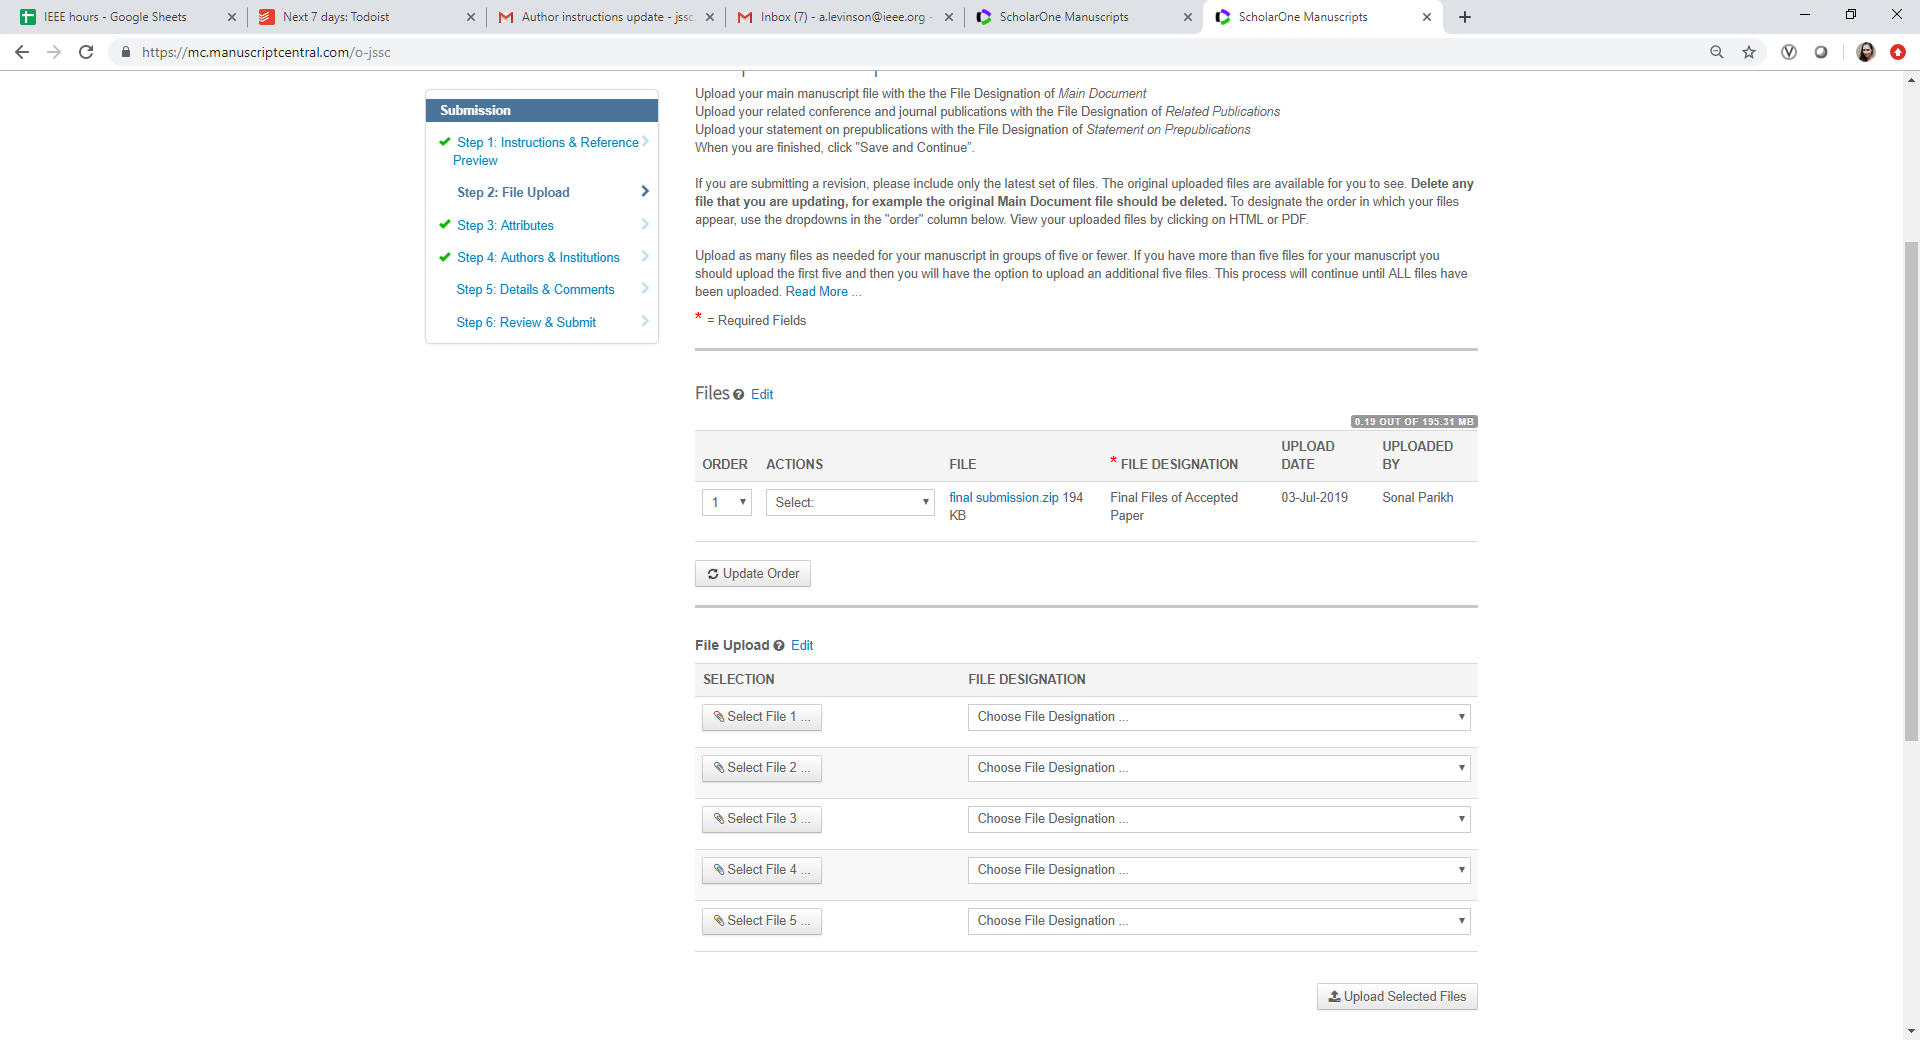 IEEE hours - Google Sheets
Next 7 days: Todoist
Author instructions update - jssc
Inbox (7) - a.levinson@ieee.org -
ScholarOne Manuscripts
ScholarOne Manuscripts
https://mc.manuscriptcentral.com/o-jssc
Submission
Step 1: Instructions & Reference
Preview
Step 2: File Upload
Step 3: Attributes
Step 4: Authors & Institutions
Step 5: Details & Comments
Step 6: Review & Submit
Upload your main manuscript file with the the File Designation of Main Document
Upload your related conference and journal publications with the File Designation of Related Publications
Upload your statement on prepublications with the File Designation of Statement on Prepublications
When you are finished, click "Save and Continue".
If you are submitting a revision, please include only the latest set of files. The original uploaded files are available for you to see. Delete any
file that you are updating, for example the original Main Document file should be deleted. To designate the order in which your files
appear, use the dropdowns in the "order" column below. View your uploaded files by clicking on HTML or PDF.
Upload as many files as needed for your manuscript in groups of five or fewer. If you have more than five files for your manuscript you
should upload the first five and then you will have the option to upload an additional five files. This process will continue until ALL files have
been uploaded. Read More ...
* = Required Fields
Files Edit
0.19 OUT OF 195.31 MB
ORDER ACTIONS FILE * FILE DESIGNATION UPLOAD DATE UPLOADED BY
1 Select: final submission.zip 194 KB Final Files of Accepted Paper 03-Jul-2019 Sonal Parikh
Update Order
File Upload Edit
SELECTION FILE DESIGNATION
Select File 1 ... Choose File Designation ...
Select File 2 ... Choose File Designation ...
Select File 3 ... Choose File Designation ...
Select File 4 ... Choose File Designation ...
Select File 5 ... Choose File Designation ...
Upload Selected Files